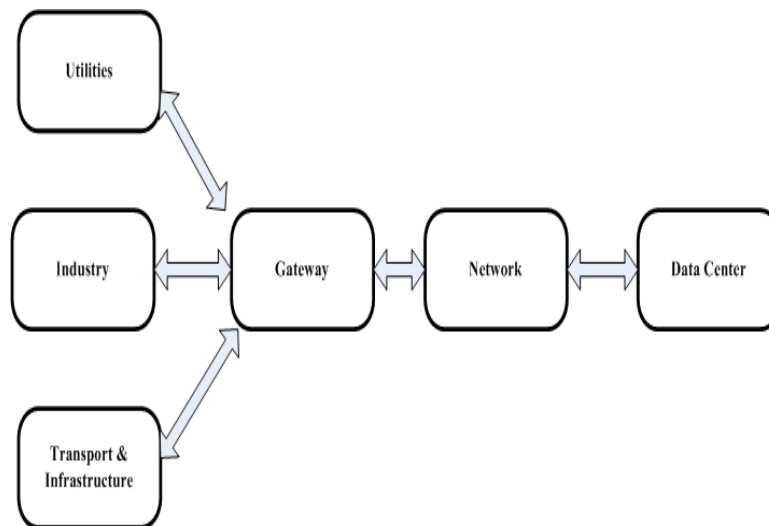 Utilities
Industry
Gateway
Network
Data Center
Transport &
Infrastructure